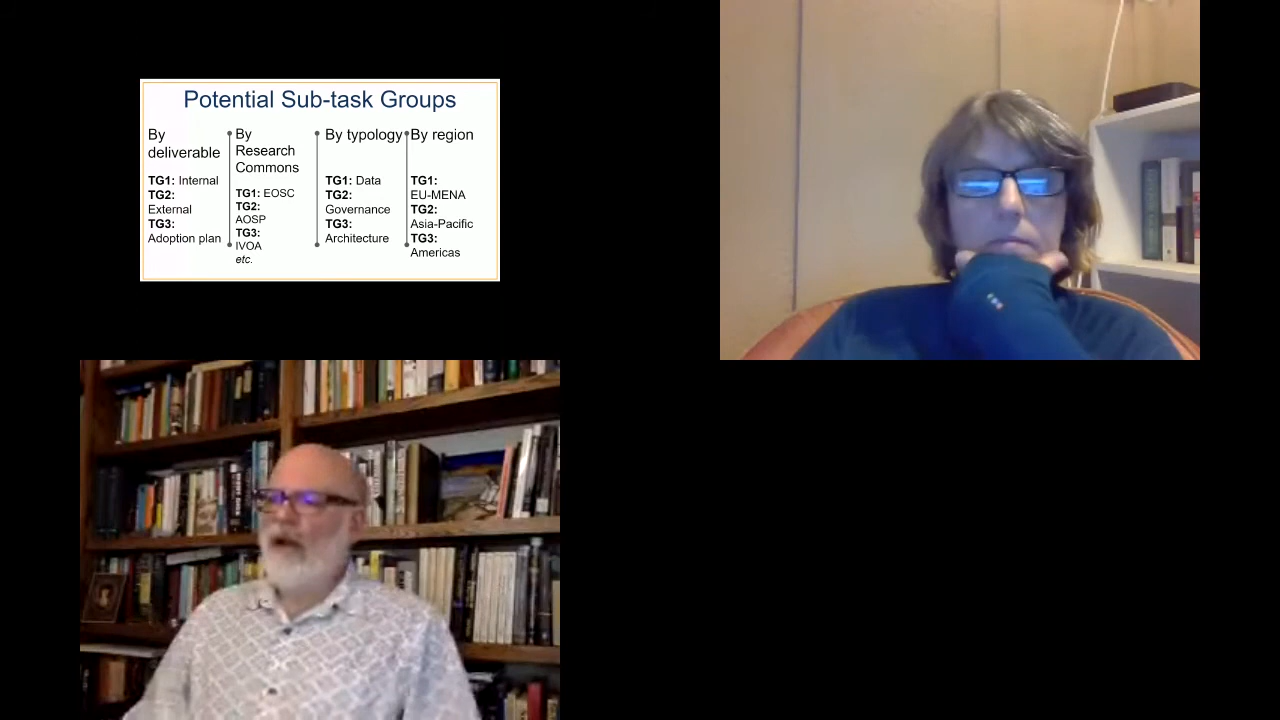 Potential Sub-task Groups
By
deliverable
TG1: Internal
TG2:
External
TG3:
Adoption plan
By
Research
Commons
TG1: EOSC
TG2:
AOSP
TG3:
IVOA
etc.
By typology
TG1: Data
TG2:
Governance
TG3:
Architecture
By region
TG1:
EU-MENA
TG2:
Asia-Pacific
TG3:
Americas